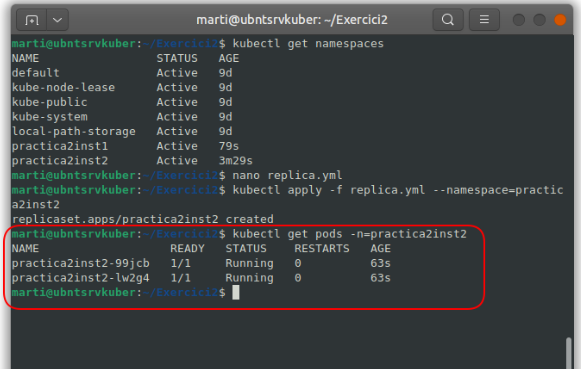 marti@ubntsrvkuber: ~/Exercici2
marti@ubntsrvkuber:~/Exercici2$ kubectl get namespaces
NAME STATUS AGE
default Active 9d
kube-node-lease Active 9d
kube-public Active 9d
kube-system Active 9d
local-path-storage Active 9d
practica2inst1 Active 79s
practica2inst2 Active 3m29s
marti@ubntsrvkuber:~/Exercici2$ nano replica.yml
marti@ubntsrvkuber:~/Exercici2$ kubectl apply -f replica.yml --namespace=practic
a2inst2
replicaset.apps/practica2inst2 created
marti@ubntsrvkuber:~/Exercici2$ kubectl get pods -n=practica2inst2
NAME READY STATUS RESTARTS AGE
practica2inst2-99jcb 1/1 Running 0 63s
practica2inst2-lw2g4 1/1 Running 0 63s
marti@ubntsrvkuber:~/Exercici2$